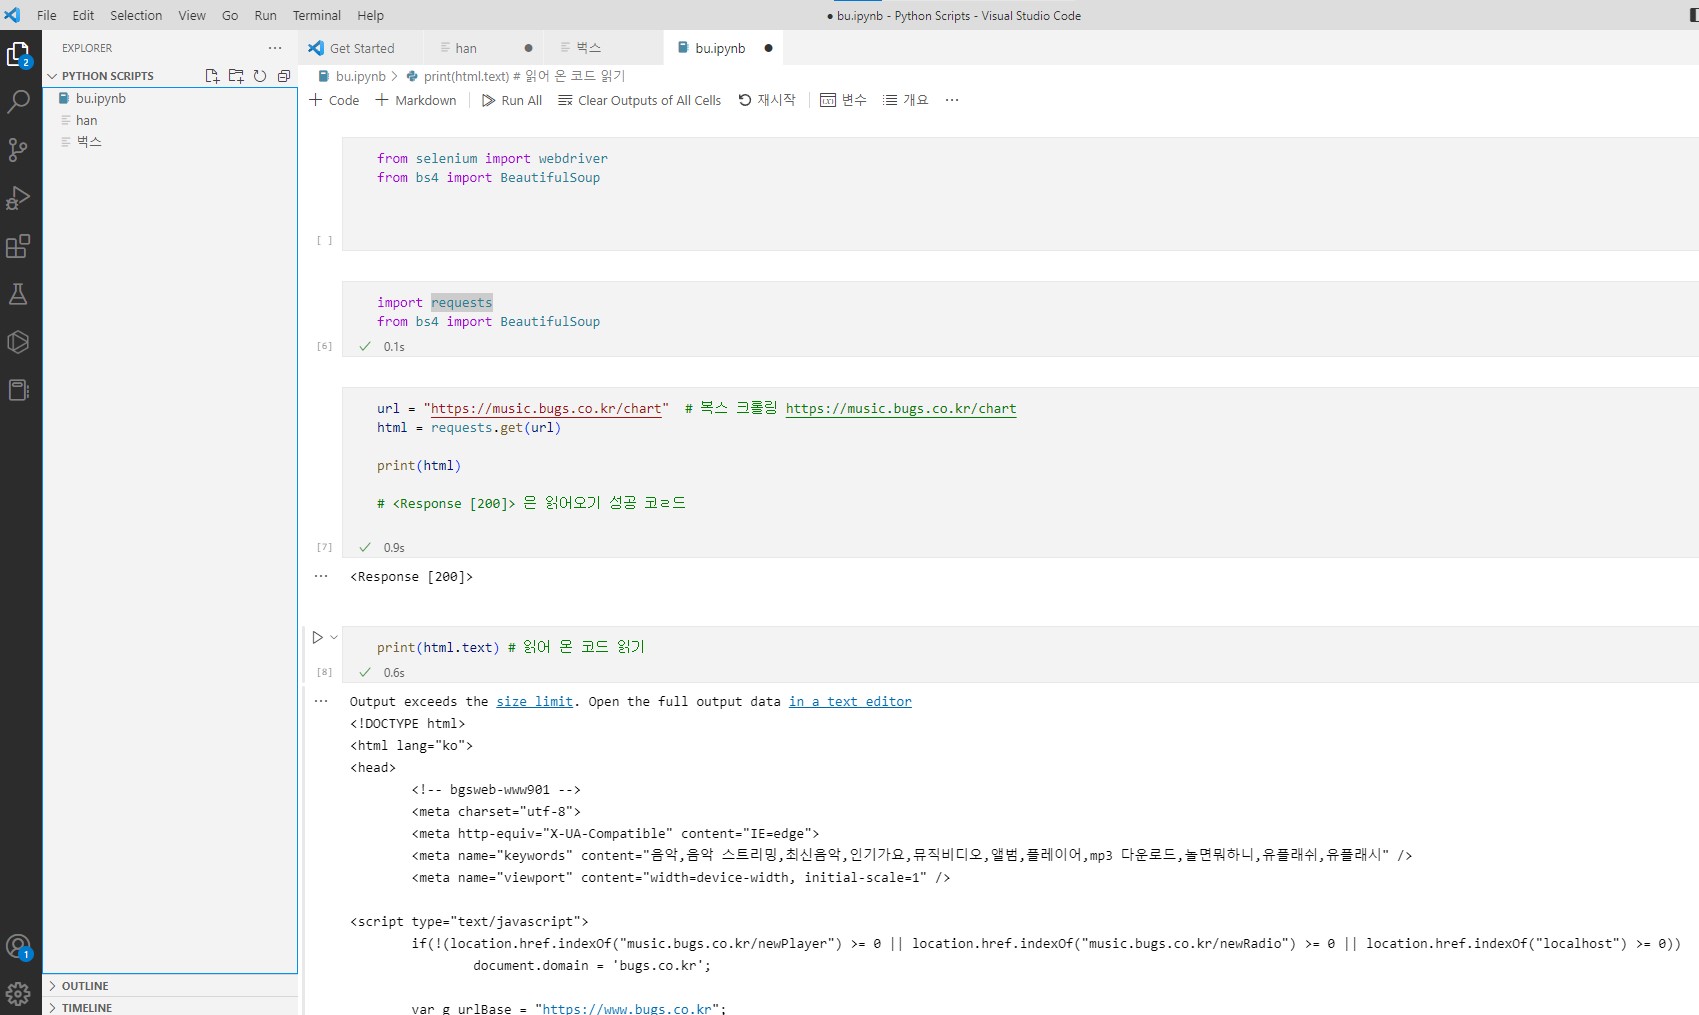 File Edit Selection View Go Run Terminal Help
● bu.ipynb - Python Scripts - Visual Studio Code
EXPLORER
Get Started
han
벅스
bu.ipynb
PYTHON SCRIPTS
bu.ipynb
han
벅스
2
bu.ipynb > print(html.text) # 읽어 온 코드 읽기
+ Code + Markdown Run All Clear Outputs of All Cells 재시작 변수 개요 ...
from selenium import webdriver
from bs4 import BeautifulSoup
[ ]
import requests
from bs4 import BeautifulSoup
[6] ✓ 0.1s
url = "https://music.bugs.co.kr/chart" # 복스 크롤링 https://music.bugs.co.kr/chart
html = requests.get(url)
print(html)
# <Response [200]> 은 읽어오기 성공 코ㄹ드
[7] ✓ 0.9s
... <Response [200]>
print(html.text) # 읽어 온 코드 읽기
[8] ✓ 0.6s
... Output exceeds the size limit. Open the full output data in a text editor
<!DOCTYPE html>
<html lang="ko">
<head>
<!-- bgsweb-www901 -->
<meta charset="utf-8">
<meta http-equiv="X-UA-Compatible" content="IE=edge">
<meta name="keywords" content="음악,음악 스트리밍,최신음악,인기가요,뮤직비디오,앨범,플레이어,mp3 다운로드,놀면뭐하니,유플래쉬,유플래시" />
<meta name="viewport" content="width=device-width, initial-scale=1" />
<script type="text/javascript">
if(!(location.href.indexOf("music.bugs.co.kr/newPlayer") >= 0 || location.href.indexOf("music.bugs.co.kr/newRadio") >= 0 || location.href.indexOf("localhost") >= 0))
document.domain = 'bugs.co.kr';
var g_urlBase = "https://www.bugs.co.kr";
1
OUTLINE
TIMELINE